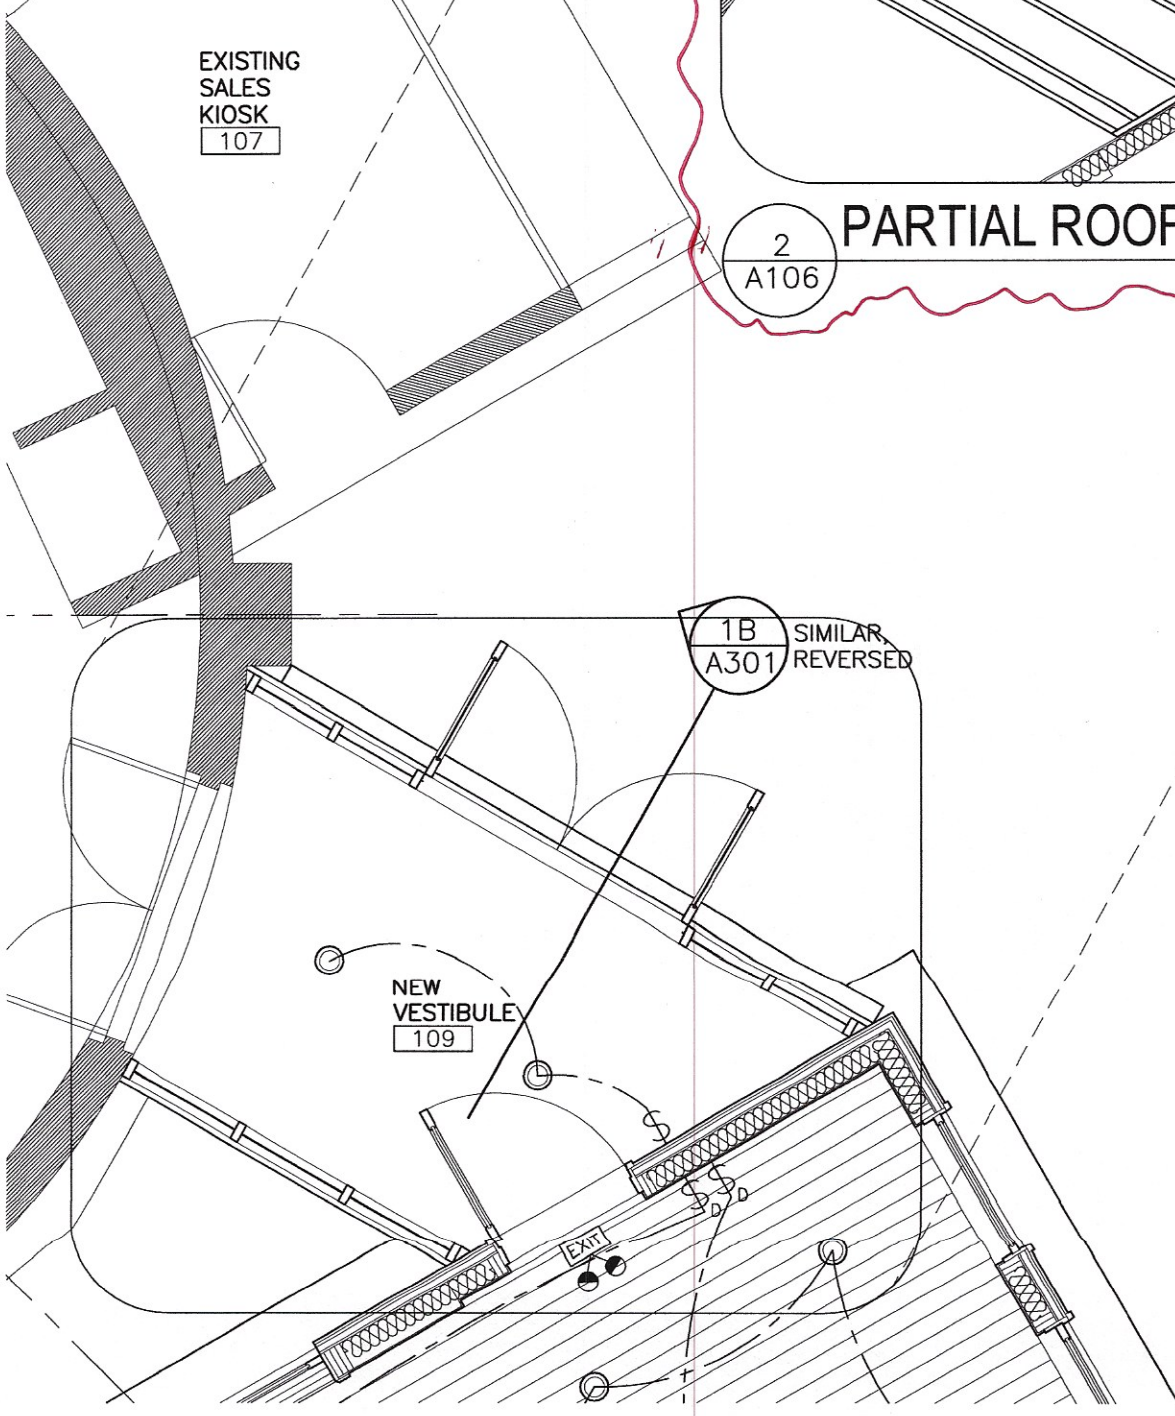 EXISTING
SALES
KIOSK
107
2
A106
PARTIAL ROOF
1B
A301
SIMILAR,
REVERSED
NEW
VESTIBULE
109
S
S
D
S
D
EXIT